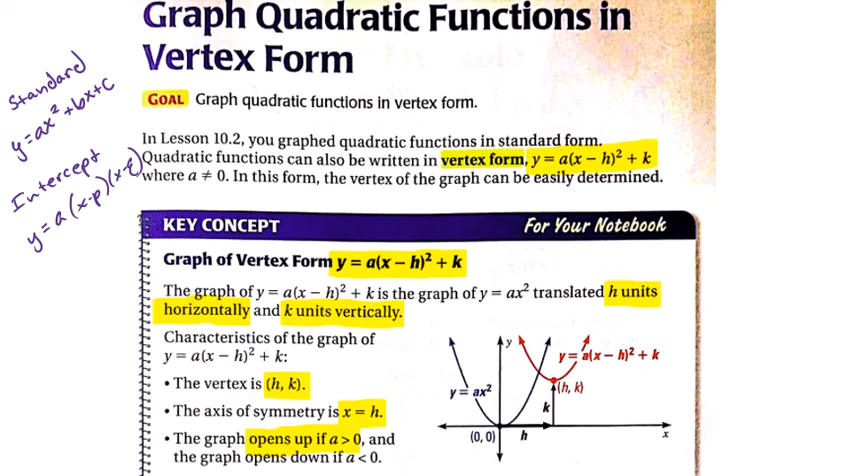 Graph Quadratic Functions in
Vertex Form
GOAL Graph quadratic functions in vertex form.
Standard
y=ax²+bx+c
Intercept
y=a(x-p)(x-q)
In Lesson 10.2, you graphed quadratic functions in standard form.
Quadratic functions can also be written in vertex form, y = a(x − h)² + k
where a ≠ 0. In this form, the vertex of the graph can be easily determined.
KEY CONCEPT For Your Notebook
Graph of Vertex Form y = a(x − h)² + k
The graph of y = a(x − h)² + k is the graph of y = ax² translated h units
horizontally and k units vertically.
Characteristics of the graph of
y = a(x − h)² + k:
• The vertex is (h, k).
• The axis of symmetry is x = h.
• The graph opens up if a > 0, and
the graph opens down if a < 0.
y
y = a(x − h)² + k
y = ax²
(h, k)
k
(0, 0)
h
x